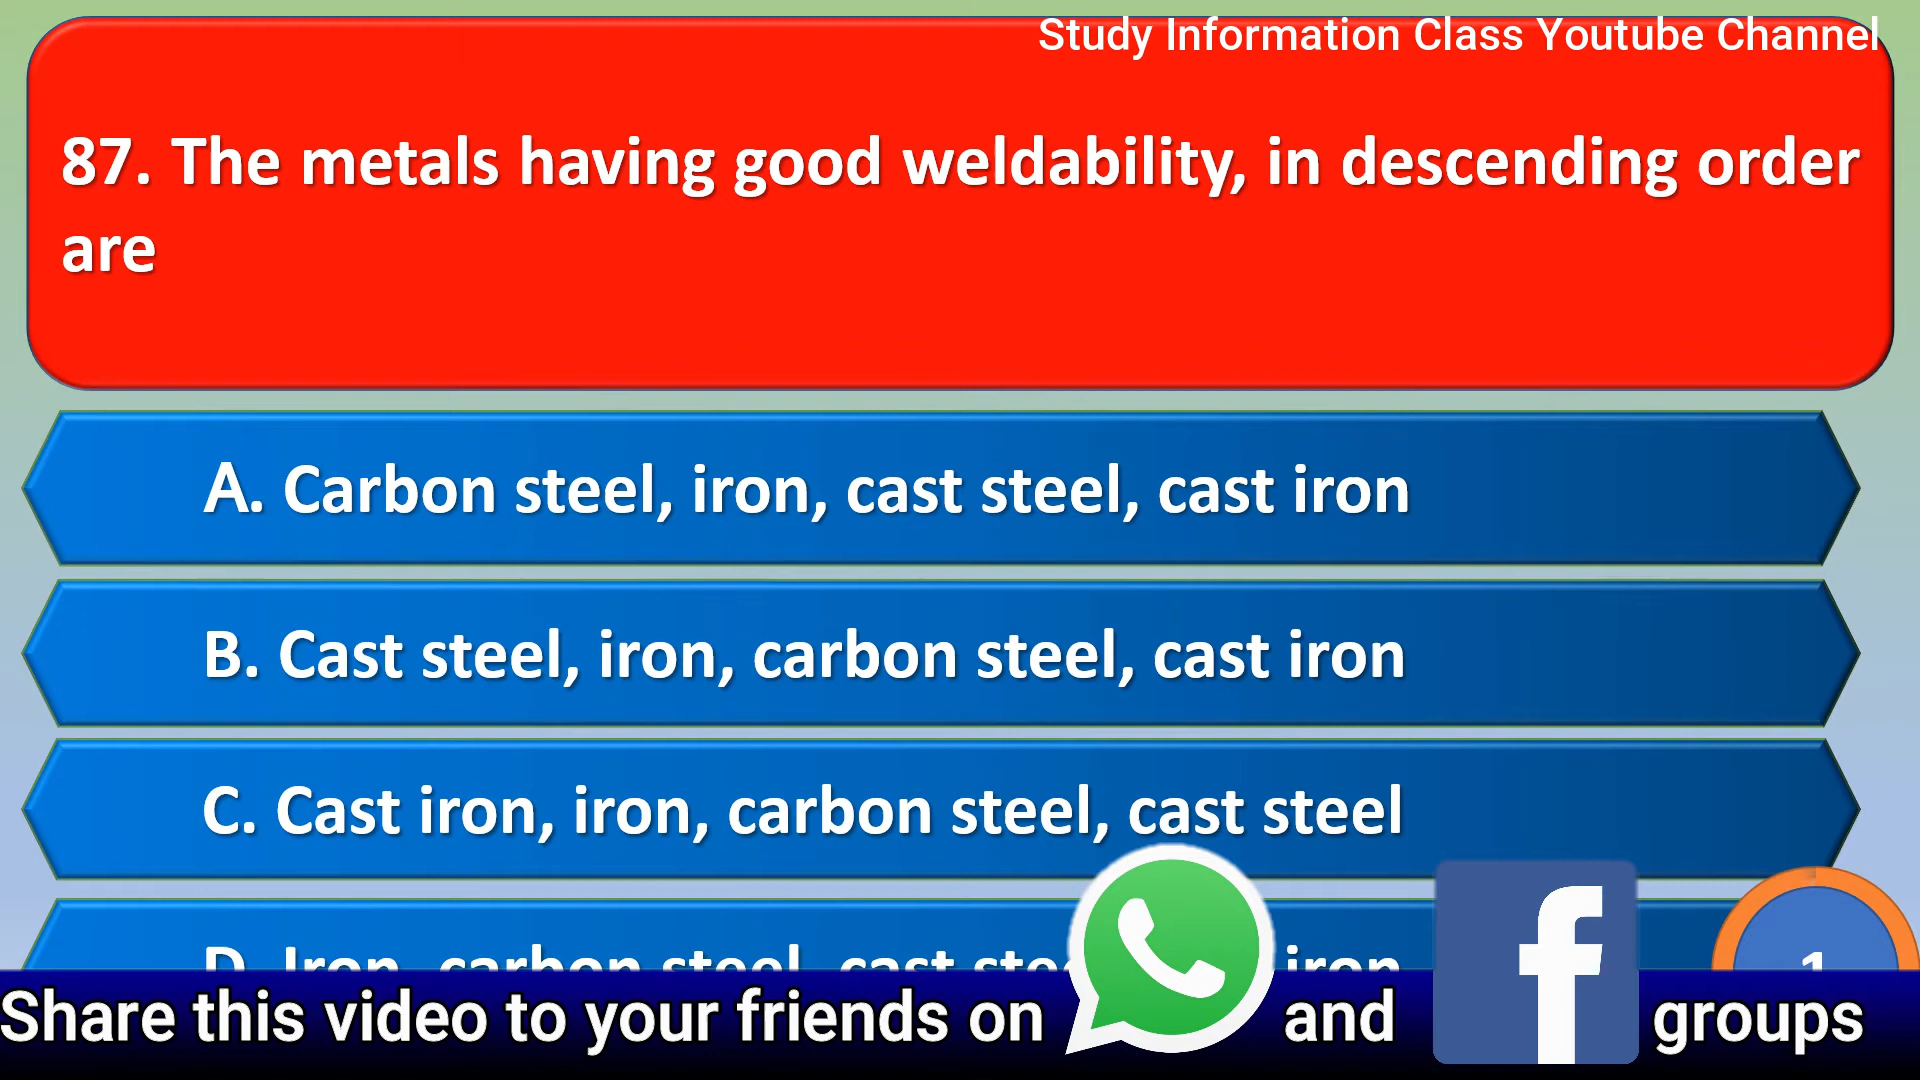 Study Information Class Youtube Channel
87. The metals having good weldability, in descending order
are
A. Carbon steel, iron, cast steel, cast iron
B. Cast steel, iron, carbon steel, cast iron
C. Cast iron, iron, carbon steel, cast steel
D. Iron, carbon steel, cast iron
1
Share this video to your friends on and groups